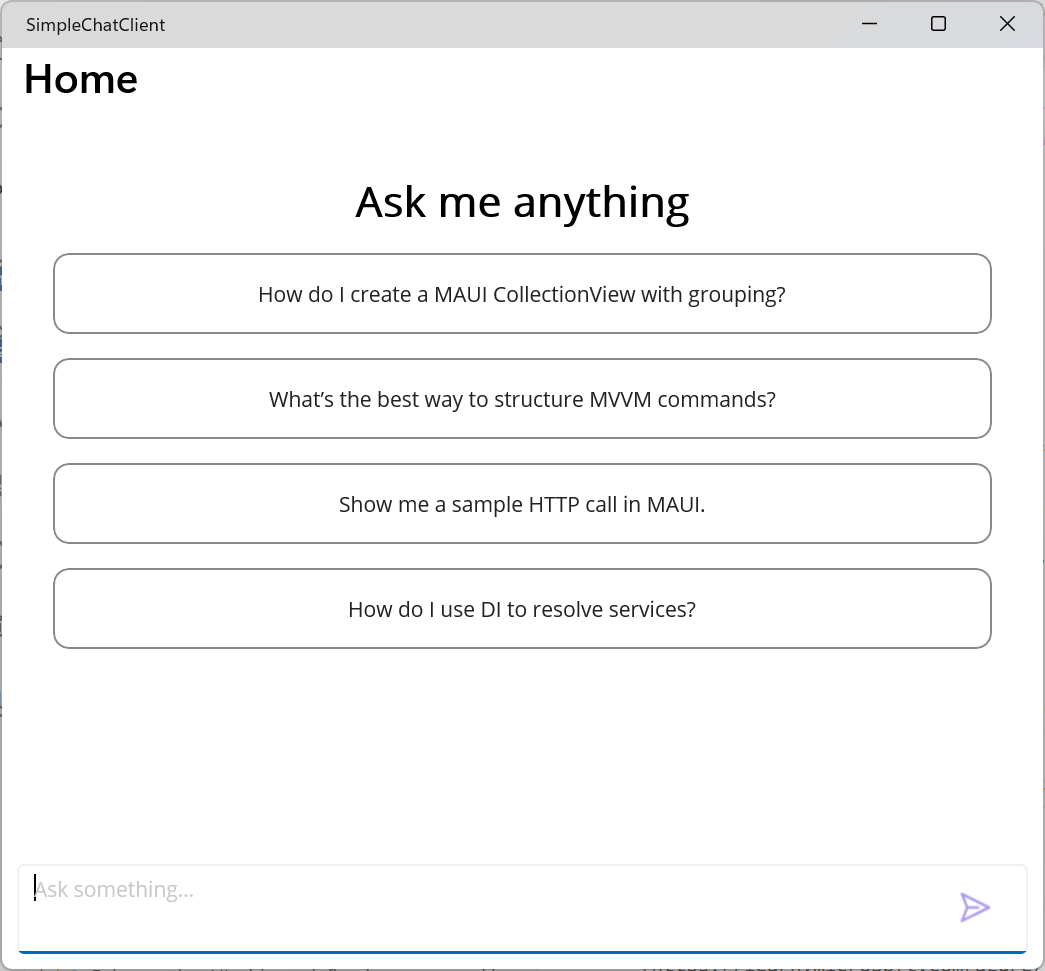 SimpleChatClient
Home
Ask me anything
How do I create a MAUI CollectionView with grouping?
What’s the best way to structure MVVM commands?
Show me a sample HTTP call in MAUI.
How do I use DI to resolve services?
Ask something...